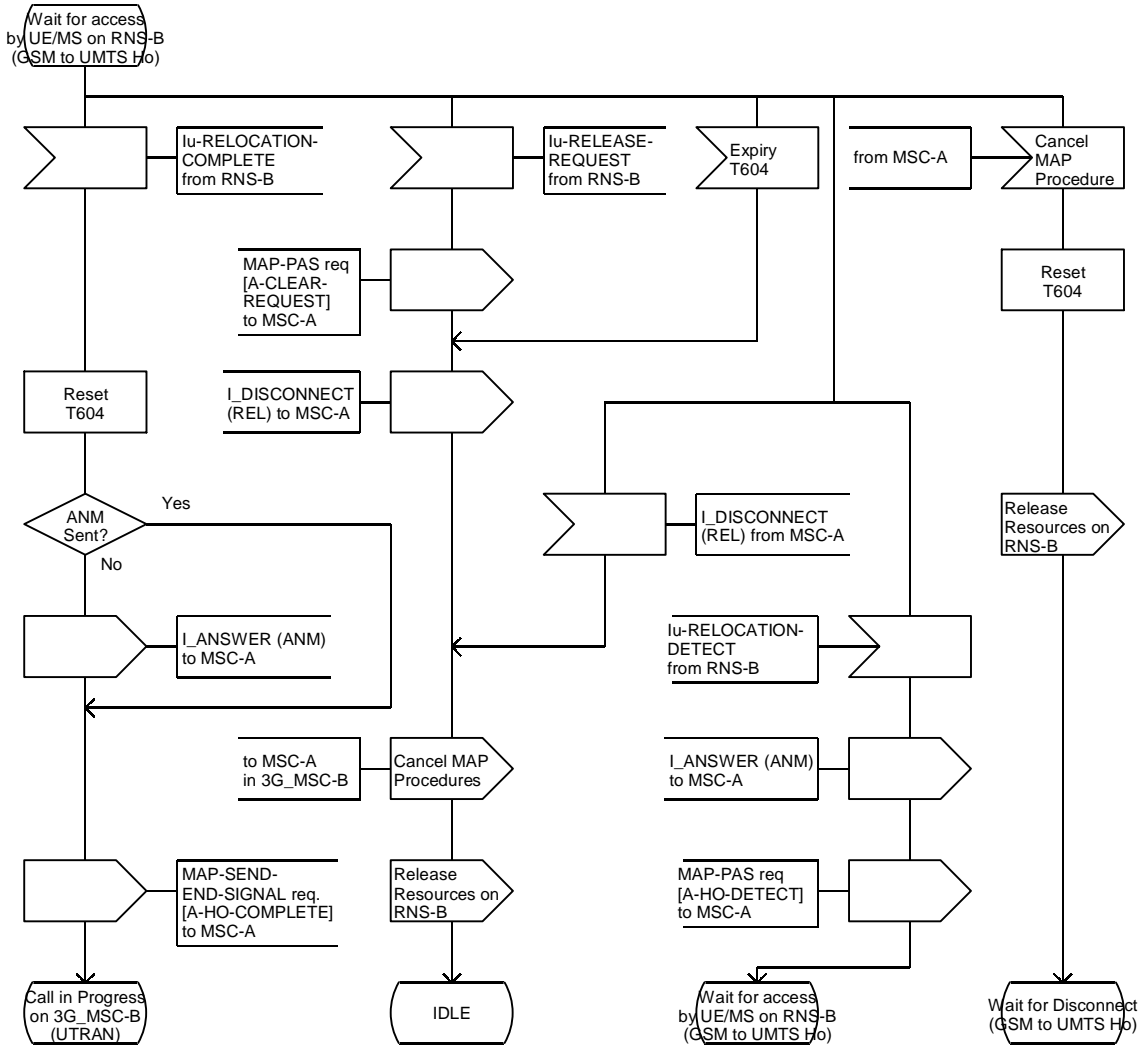 Wait for access
by UE/MS on RNS-B
(GSM to UMTS Ho)
Iu-RELOCATION-
COMPLETE
from RNS-B
Iu-RELEASE-
REQUEST
from RNS-B
Expiry
T604
from MSC-A
Cancel
MAP
Procedure
MAP-PAS req
[A-CLEAR-
REQUEST]
to MSC-A
Reset
T604
Reset
T604
I_DISCONNECT
(REL) to MSC-A
ANM
Sent?
Yes
No
I_DISCONNECT
(REL) from MSC-A
Release
Resources on
RNS-B
I_ANSWER (ANM)
to MSC-A
Iu-RELOCATION-
DETECT
from RNS-B
to MSC-A
in 3G_MSC-B
Cancel MAP
Procedures
I_ANSWER (ANM)
to MSC-A
MAP-SEND-
END-SIGNAL req.
[A-HO-COMPLETE]
to MSC-A
Release
Resources on
RNS-B
MAP-PAS req
[A-HO-DETECT]
to MSC-A
Call in Progress
on 3G_MSC-B
(UTRAN)
IDLE
Wait for access
by UE/MS on RNS-B
(GSM to UMTS Ho)
Wait for Disconnect
(GSM to UMTS Ho)